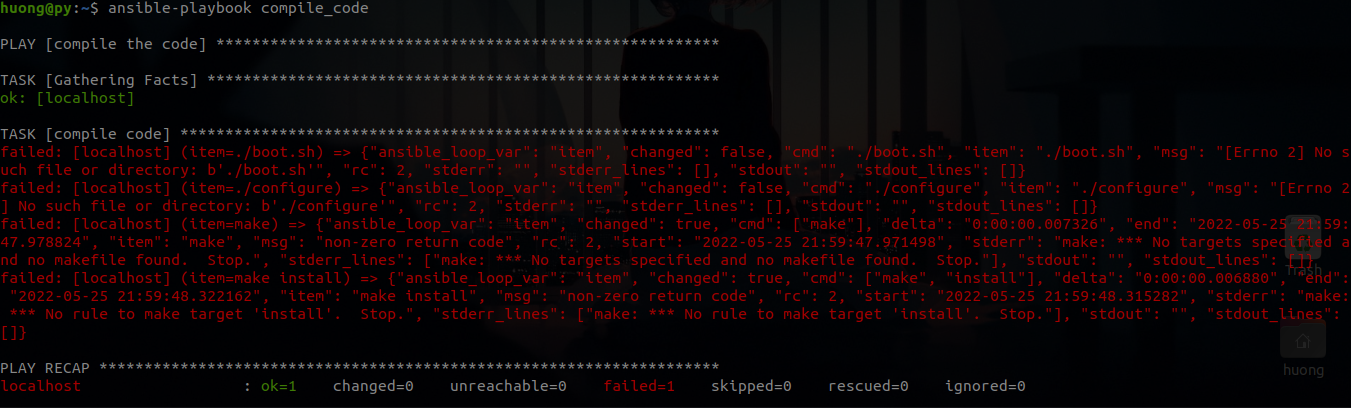 huong@py:~$ ansible-playbook compile_code
PLAY [compile the code] ********************************************************
TASK [Gathering Facts] *********************************************************
ok: [localhost]
TASK [compile code] ************************************************************
failed: [localhost] (item=./boot.sh) => {"ansible_loop_var": "item", "changed": false, "cmd": "./boot.sh", "item": "./boot.sh", "msg": "[Errno 2] No s
uch file or directory: b'./boot.sh'", "rc": 2, "stderr": "", "stderr_lines": [], "stdout": "", "stdout_lines": []}
failed: [localhost] (item=./configure) => {"ansible_loop_var": "item", "changed": false, "cmd": "./configure", "item": "./configure", "msg": "[Errno 2
] No such file or directory: b'./configure'", "rc": 2, "stderr": "", "stderr_lines": [], "stdout": "", "stdout_lines": []}
failed: [localhost] (item=make) => {"ansible_loop_var": "item", "changed": true, "cmd": ["make"], "delta": "0:00:00.007326", "end": "2022-05-25 21:59:
47.978824", "item": "make", "msg": "non-zero return code", "rc": 2, "start": "2022-05-25 21:59:47.971498", "stderr": "make: *** No targets specified a
nd no makefile found.  Stop.", "stderr_lines": ["make: *** No targets specified and no makefile found.  Stop."], "stdout": "", "stdout_lines": []}
Trash
failed: [localhost] (item=make install) => {"ansible_loop_var": "item", "changed": true, "cmd": ["make", "install"], "delta": "0:00:00.006880", "end":
"2022-05-25 21:59:48.322162", "item": "make install", "msg": "non-zero return code", "rc": 2, "start": "2022-05-25 21:59:48.315282", "stderr": "make:
*** No rule to make target 'install'.  Stop.", "stderr_lines": ["make: *** No rule to make target 'install'.  Stop."], "stdout": "", "stdout_lines":
[]}
PLAY RECAP *********************************************************************
localhost                  : ok=1    changed=0    unreachable=0    failed=1    skipped=0    rescued=0    ignored=0
huong